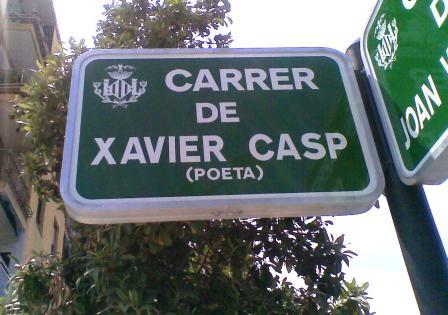 CARRER
DE
XAVIER CASP
(POETA)
JOAN